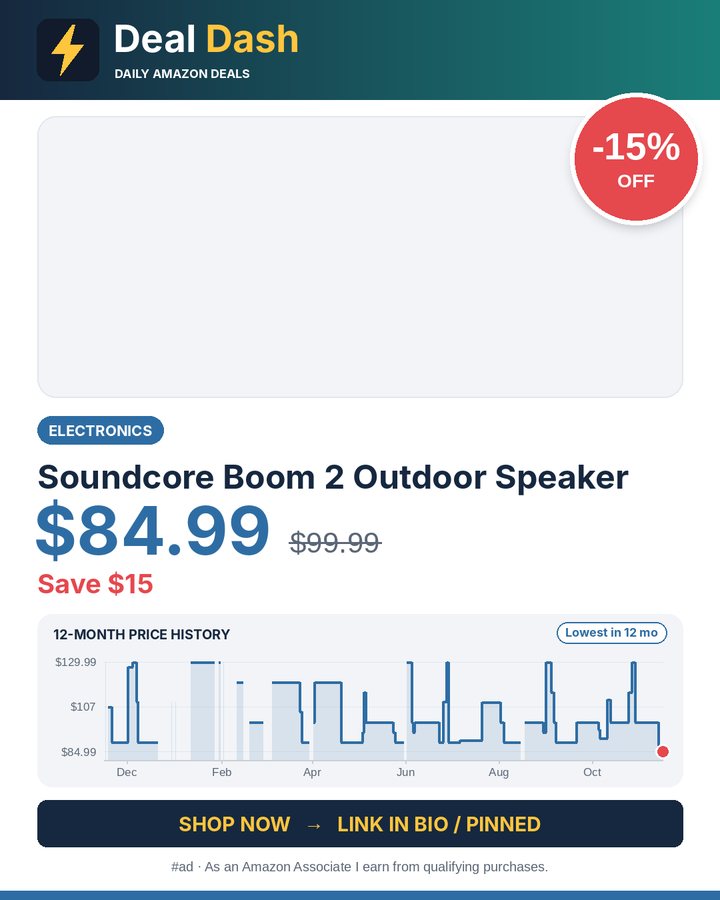 Deal Dash
DAILY AMAZON DEALS
-15%
OFF
ELECTRONICS
Soundcore Boom 2 Outdoor Speaker
$84.99 $99.99
Save $15
12-MONTH PRICE HISTORY
Lowest in 12 mo
$129.99
$107
$84.99
Dec Feb Apr Jun Aug Oct
SHOP NOW → LINK IN BIO / PINNED
#ad · As an Amazon Associate I earn from qualifying purchases.